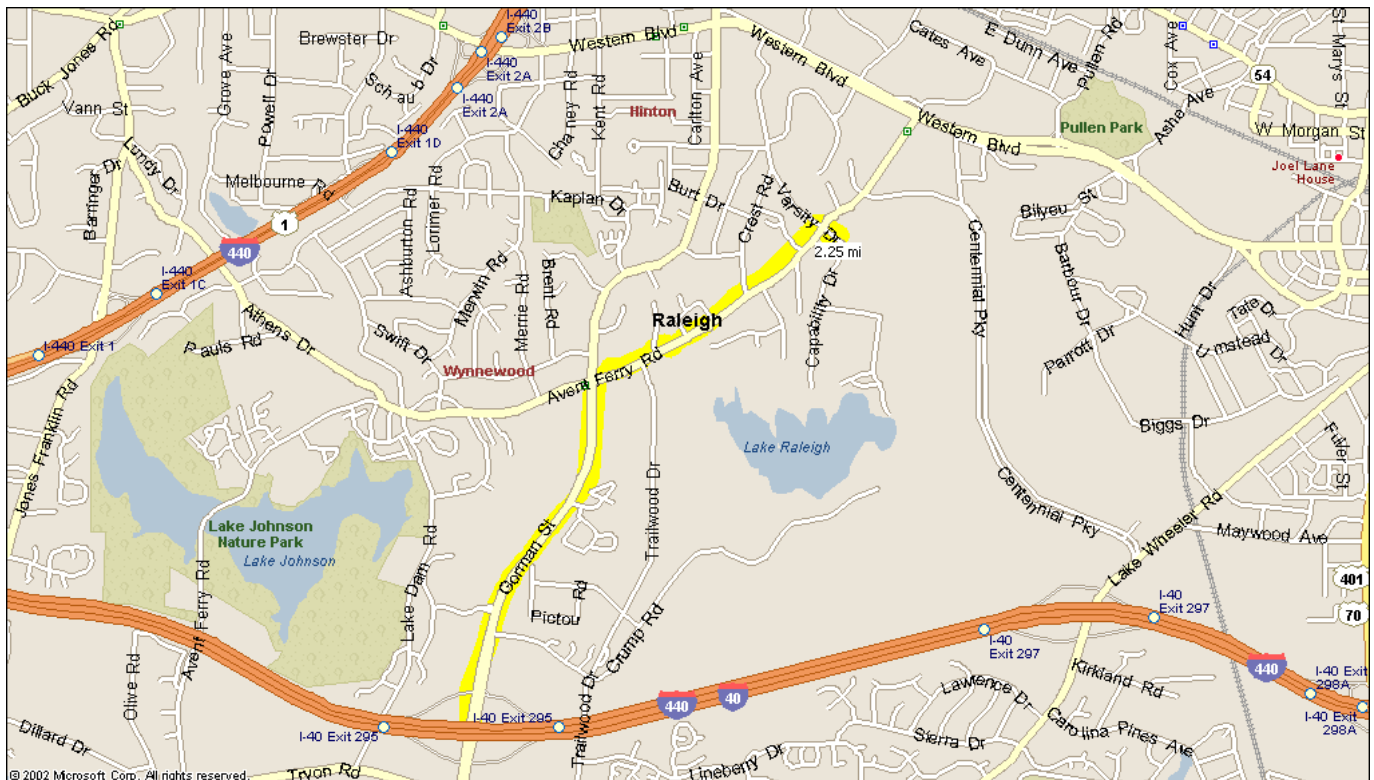 I-440
Exit 2B
Western Blvd
Brewster Dr
Buck Jones Rd
Grove Ave
Powell Dr
Schaub Dr
I-440
Exit 2A
I-440
Exit 2A
Chaney Rd
Kent Rd
Hinton
Carlton Ave
Western Blvd
Cates Ave
E Dunn Ave
Pullen Rd
Cox Ave
54
St Marys St
Vann St
Lundy Dr
I-440
Exit 1D
Western Blvd
Pullen Park
Ashe Ave
W Morgan St
Joel Lane
House
Barringer Dr
Melbourne Rd
1
Ashburton Rd
Lorimer Rd
Kaplan Dr
Burt Dr
Crest Rd
Varsity Dr
2.25 mi
Centennial Pky
Bilyeu St
Barbour Dr
440
I-440
Exit 1C
Merwin Rd
Merrie Rd
Brent Rd
Capability Dr
Hunt Dr
Tate Dr
Umstead Dr
Parrott Dr
Athens Dr
Raleigh
I-440 Exit 1
Pauls Rd
Swift Dr
Wynnewood
Avent Ferry Rd
Jones Franklin Rd
Lake Raleigh
Biggs Dr
Fuller St
Centennial Pky
Lake Wheeler Rd
Maywood Ave
Lake Johnson
Nature Park
Lake Johnson
Gorman St
Trailwood Dr
401
70
Avent Ferry Rd
Lake Dam Rd
Pictou Rd
Crump Rd
I-40
Exit 297
I-40
Exit 297
Olive Rd
Trailwood Dr
440
40
Kirkland Rd
440
I-40 Exit
298A
I-40 Exit
298A
Lawrence Dr
Carolina Pines Ave
Sierra Dr
Dillard Dr
I-40 Exit 295
I-40 Exit 295
Tryon Rd
Lineberry Dr
© 2002 Microsoft Corp. All rights reserved.